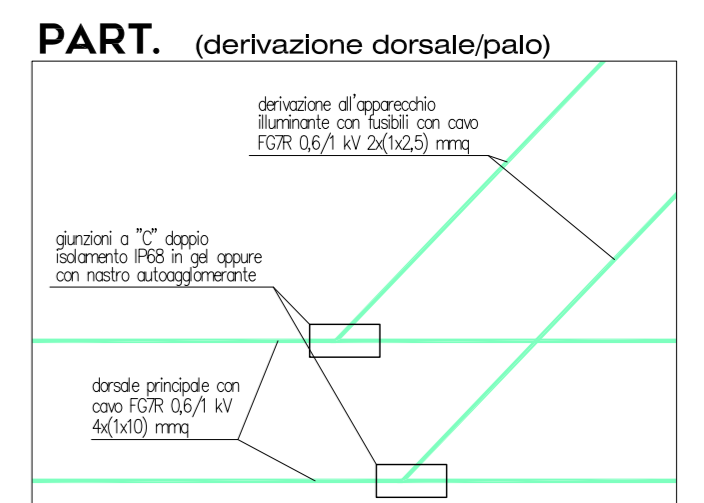 PART. (derivazione dorsale/palo)
derivazione all'apparecchio
illuminante con fusibili con cavo
FG7R 0,6/1 kV 2x(1x2,5) mmq
giunzioni a "C" doppio
isolamento IP68 in gel oppure
con nastro autoagglomerante
dorsale principale con
cavo FG7R 0,6/1 kV
4x(1x10) mmq